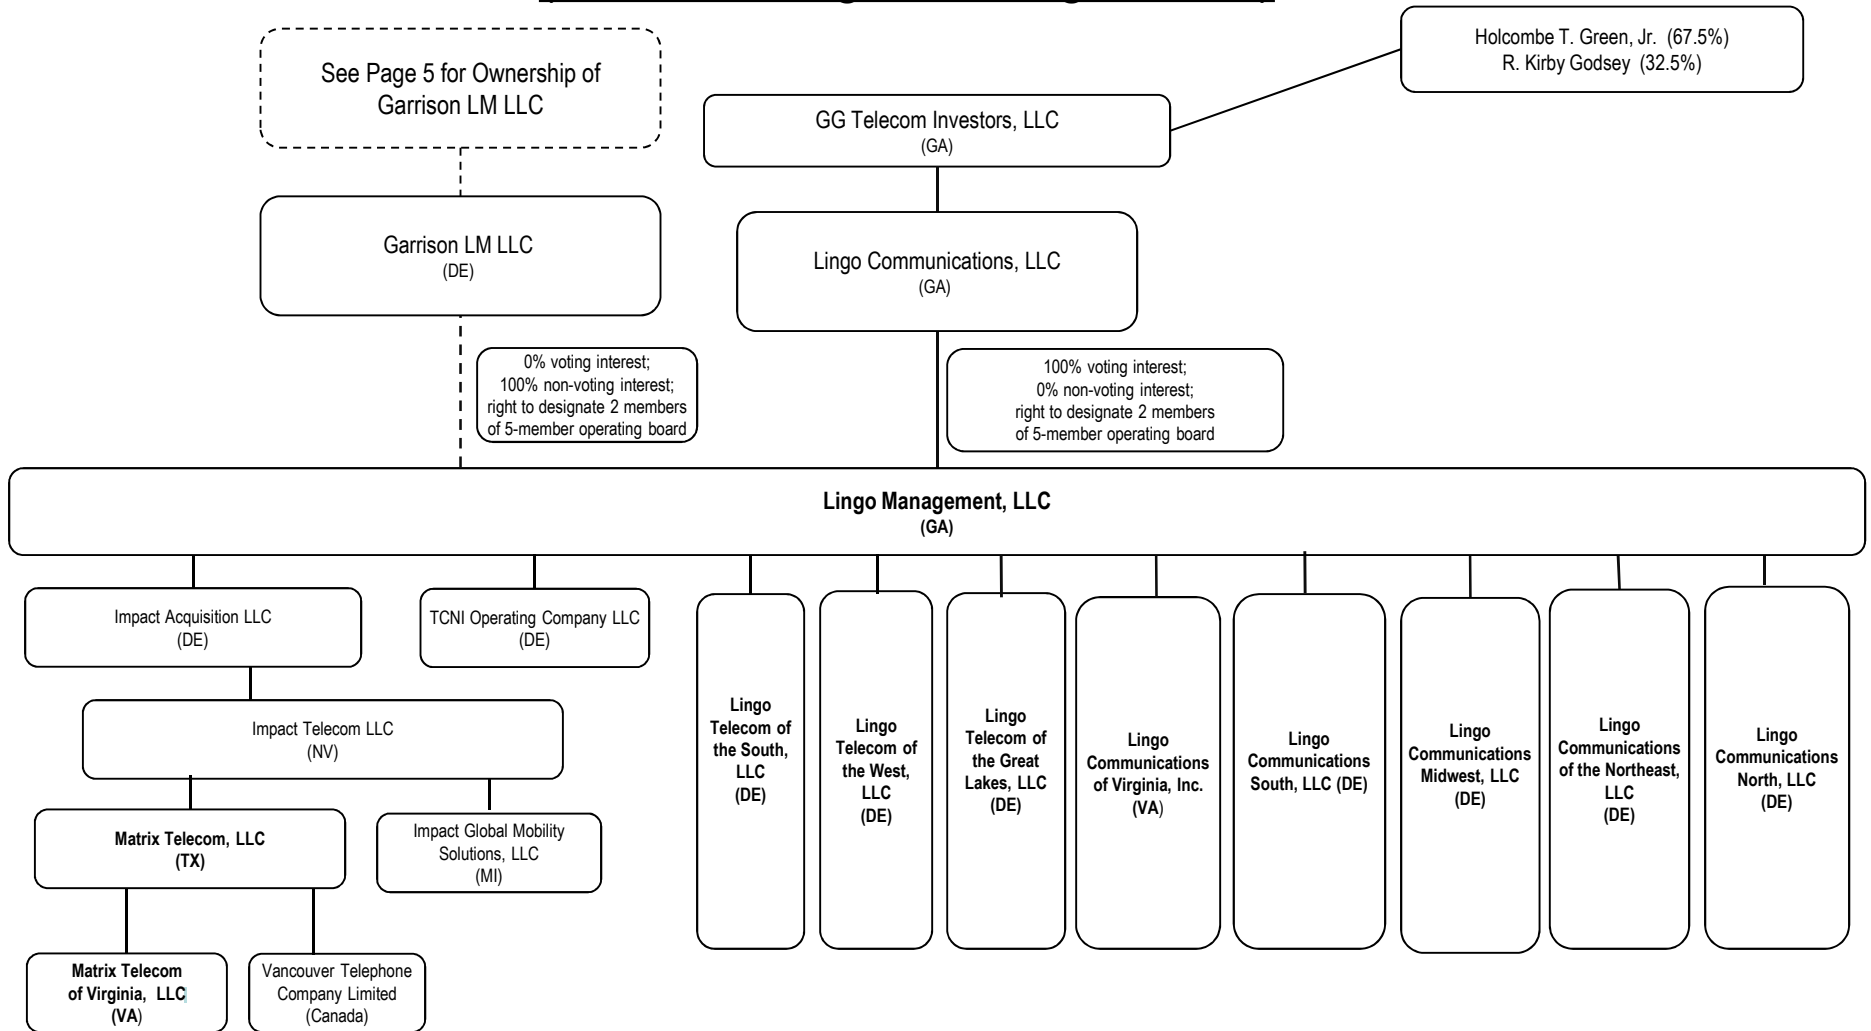 Holcombe T. Green, Jr. (67.5%)
R. Kirby Godsey (32.5%)
See Page 5 for Ownership of
Garrison LM LLC
GG Telecom Investors, LLC
(GA)
Garrison LM LLC
(DE)
Lingo Communications, LLC
(GA)
0% voting interest;
100% non-voting interest;
right to designate 2 members
of 5-member operating board
100% voting interest;
0% non-voting interest;
right to designate 2 members
of 5-member operating board
Lingo Management, LLC
(GA)
Impact Acquisition LLC
(DE)
TCNI Operating Company LLC
(DE)
Impact Telecom LLC
(NV)
Matrix Telecom, LLC
(TX)
Impact Global Mobility
Solutions, LLC
(MI)
Matrix Telecom
of Virginia, LLC
(VA)
Vancouver Telephone
Company Limited
(Canada)
Lingo
Telecom of
the South,
LLC
(DE)
Lingo
Telecom of
the West,
LLC
(DE)
Lingo
Telecom of
the Great
Lakes, LLC
(DE)
Lingo
Communications
of Virginia, Inc.
(VA)
Lingo
Communications
South, LLC (DE)
Lingo
Communications
Midwest, LLC
(DE)
Lingo
Communications
of the Northeast,
LLC
(DE)
Lingo
Communications
North, LLC
(DE)